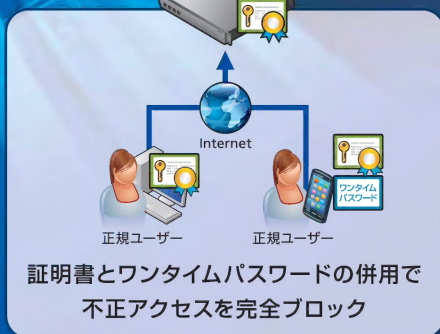 Internet
ワンタイム
パスワード
正規ユーザー
正規ユーザー
証明書とワンタイムパスワードの併用で
不正アクセスを完全ブロック